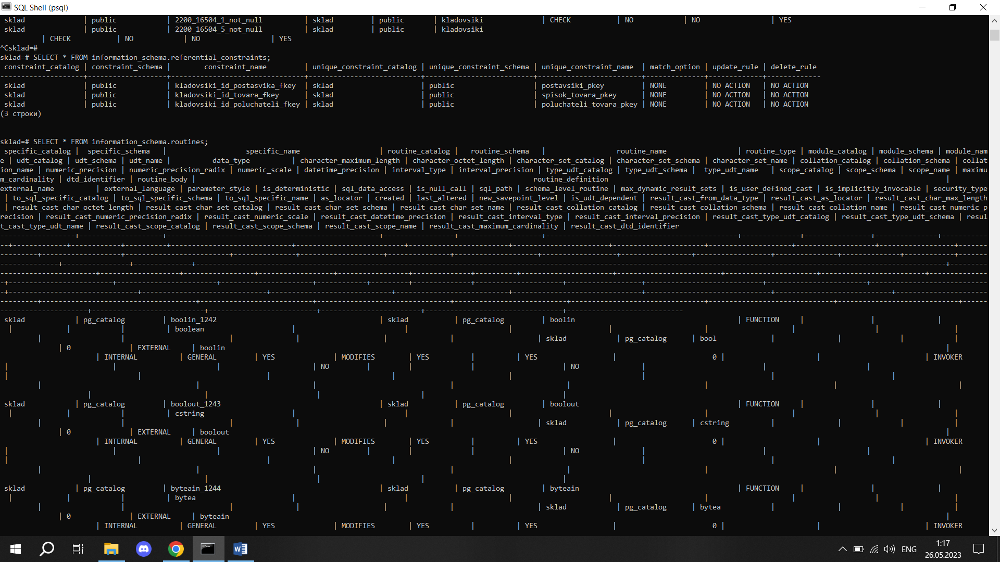 SQL Shell (psql)
sklad | public | 2200_16504_1_not_null | sklad | public | kladovsiki | CHECK | NO | NO | YES
sklad | public | 2200_16504_5_not_null | sklad | public | kladovsiki
| CHECK | NO | NO | YES
^Csklad=#
sklad=# SELECT * FROM information_schema.referential_constraints;
constraint_catalog | constraint_schema | constraint_name | unique_constraint_catalog | unique_constraint_schema | unique_constraint_name | match_option | update_rule | delete_rule
sklad | public | kladovsiki_id_postasvika_fkey | sklad | public | postavsiki_pkey | NONE | NO ACTION | NO ACTION
sklad | public | kladovsiki_id_tovara_fkey | sklad | public | spisok_tovara_pkey | NONE | NO ACTION | NO ACTION
sklad | public | kladovsiki_id_poluchateli_fkey | sklad | public | poluchateli_tovara_pkey | NONE | NO ACTION | NO ACTION
(3 строки)
sklad=# SELECT * FROM information_schema.routines;
specific_catalog | specific_schema | specific_name | routine_catalog | routine_schema | routine_name | routine_type | module_catalog | module_schema | module_nam
e | udt_catalog | udt_schema | udt_name | data_type | character_maximum_length | character_octet_length | character_set_catalog | character_set_schema | character_set_name | collation_catalog | collation_schema | collat
ion_name | numeric_precision | numeric_precision_radix | numeric_scale | datetime_precision | interval_type | interval_precision | type_udt_catalog | type_udt_schema | type_udt_name | scope_catalog | scope_schema | scope_name | maximu
m_cardinality | dtd_identifier | routine_body | routine_definition |
external_name | external_language | parameter_style | is_deterministic | sql_data_access | is_null_call | sql_path | schema_level_routine | max_dynamic_result_sets | is_user_defined_cast | is_implicitly_invocable | security_type
| to_sql_specific_catalog | to_sql_specific_schema | to_sql_specific_name | as_locator | created | last_altered | new_savepoint_level | is_udt_dependent | result_cast_from_data_type | result_cast_as_locator | result_cast_char_max_length
| result_cast_char_octet_length | result_cast_char_set_catalog | result_cast_char_set_schema | result_cast_char_set_name | result_cast_collation_catalog | result_cast_collation_schema | result_cast_collation_name | result_cast_numeric_p
recision | result_cast_numeric_precision_radix | result_cast_numeric_scale | result_cast_datetime_precision | result_cast_interval_type | result_cast_interval_precision | result_cast_type_udt_catalog | result_cast_type_udt_schema | resul
t_cast_type_udt_name | result_cast_scope_catalog | result_cast_scope_schema | result_cast_scope_name | result_cast_maximum_cardinality | result_cast_dtd_identifier
sklad | pg_catalog | boolin_1242 | sklad | pg_catalog | boolin | FUNCTION | | |
| | | | boolean | | | | | | | |
| | | | | | | sklad | pg_catalog | bool | | | |
| 0 | EXTERNAL | boolin |
| INTERNAL | GENERAL | YES | MODIFIES | YES | | YES | 0 | | | INVOKER
| | | | NO | | | | NO | | |
| | | | | | | |
| | | | | | | |
| | | | |
sklad | pg_catalog | boolout_1243 | sklad | pg_catalog | boolout | FUNCTION | | |
| | | | cstring | | | | | | | |
| | | | | | | sklad | pg_catalog | cstring | | | |
| 0 | EXTERNAL | boolout |
| INTERNAL | GENERAL | YES | MODIFIES | YES | | YES | 0 | | | INVOKER
| | | | NO | | | | NO | | |
| | | | | | | |
| | | | | | | |
| | | | |
sklad | pg_catalog | byteain_1244 | sklad | pg_catalog | byteain | FUNCTION | | |
| | | | bytea | | | | | | | |
| | | | | | | sklad | pg_catalog | bytea | | | |
| 0 | EXTERNAL | byteain |
| INTERNAL | GENERAL | YES | MODIFIES | YES | | YES | 0 | | | INVOKER
ENG
1:17
26.05.2023